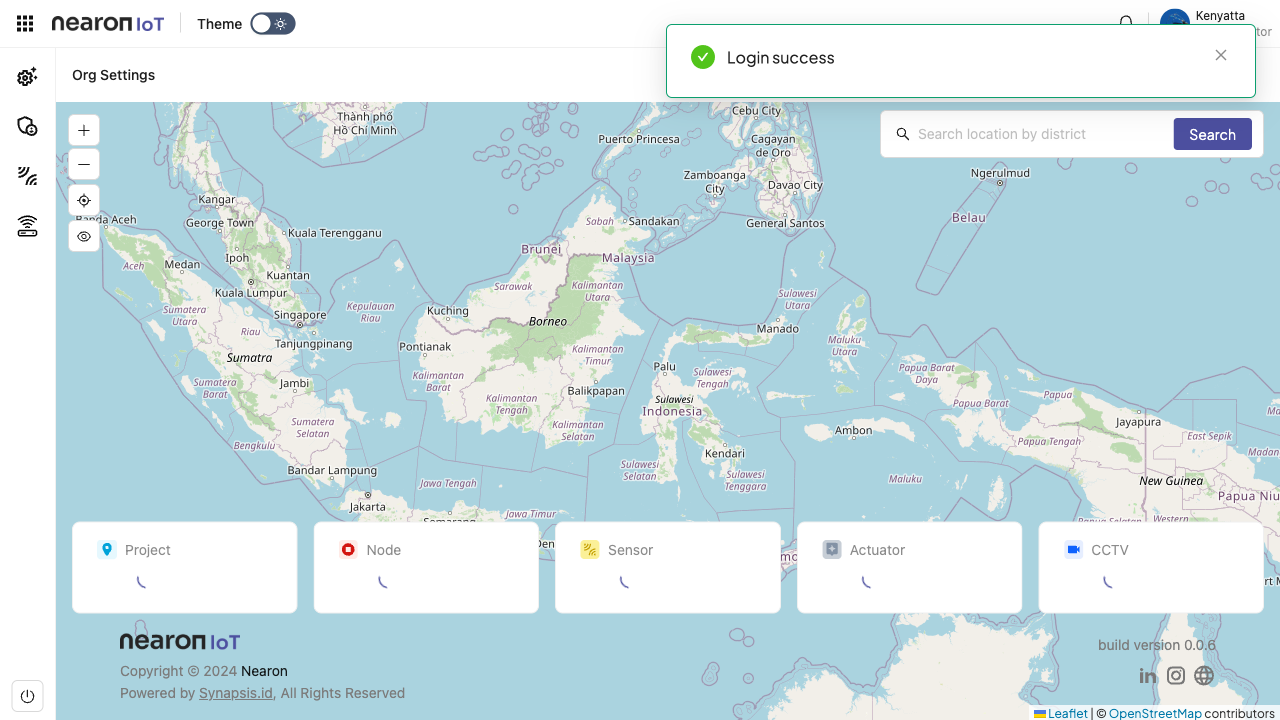 nearon IoT
Theme
Kenyatta
tor
Login success
Org Settings
Search location by district
Search
Thành phố
Hồ Chí Minh
Cebu City
Puerto Princesa
Cagayan
de Oro
Zamboanga
City
Davao City
General Santos
Ngerulmud
Belau
Kangar
Banda Aceh
George Town
Kuala Terengganu
Sabah
Sandakan
Ipoh
Aceh
Medan
Kuantan
Brunei
Malaysia
Kuala Lumpur
Sarawak
Kalimantan
Utara
Sulawesi
Utara
Sumatera
Utara
Kepulauan
Riau
Kuching
Singapore
Riau
Borneo
Manado
Tanjungpinang
Maluku
Utara
Pontianak
Kalimantan
Timur
Sumatra
Palu
Papua Barat
Daya
Sumatera
Barat
Jambi
Kalimantan
Barat
Sulawesi
Tengah
Balikpapan
Kalimantan
Tengah
Sulawesi
Indonesia
Papua Barat
Papua
Sumatera
Selatan
Kalimantan
Selatan
Ambon
Jayapura
Bengkulu
East Sepik
Papua Tengah
Kendari
Madan
Bandar Lampung
Sulawesi
Selatan
Sulawesi
Tenggara
Maluku
New Guinea
Jawa Tengah
Papua Niu
Jakarta
Jawa Timur
Semarang
Papua Selatan
Western
Den
mo
rt M
Project
Node
Sensor
Actuator
CCTV
nearon IoT
Copyright © 2024 Nearon
Powered by Synapsis.id, All Rights Reserved
build version 0.0.6
Leaflet | © OpenStreetMap contributors